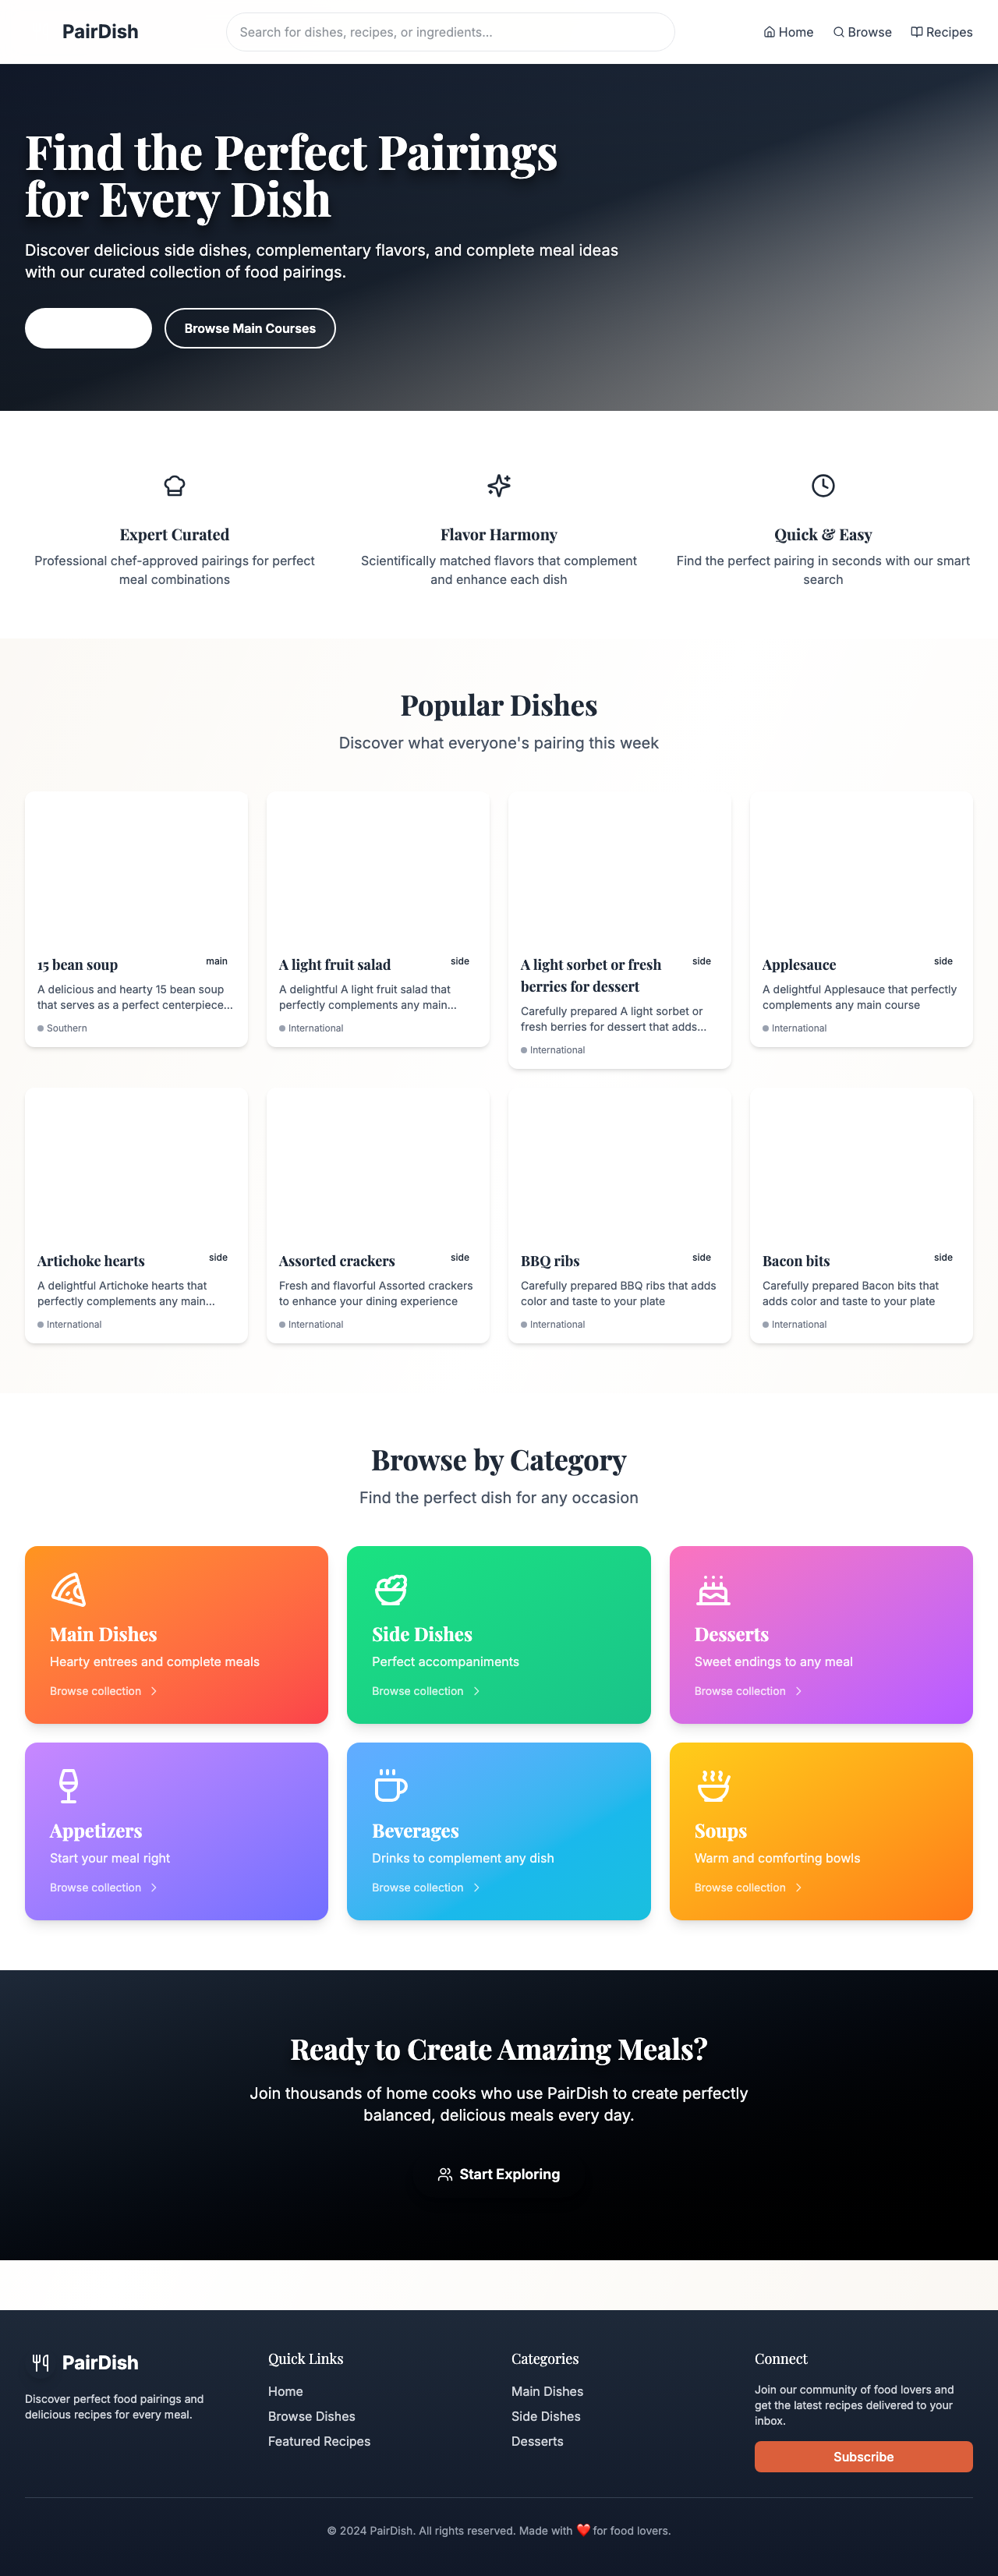 PairDish
Search for dishes, recipes, or ingredients...
Home
Browse
Recipes
Find the Perfect Pairings
for Every Dish
Discover delicious side dishes, complementary flavors, and complete meal ideas
with our curated collection of food pairings.
Browse Main Courses
Expert Curated
Professional chef-approved pairings for perfect
meal combinations
Flavor Harmony
Scientifically matched flavors that complement
and enhance each dish
Quick & Easy
Find the perfect pairing in seconds with our smart
search
Popular Dishes
Discover what everyone's pairing this week
15 bean soup
main
A delicious and hearty 15 bean soup
that serves as a perfect centerpiece...
Southern
A light fruit salad
side
A delightful A light fruit salad that
perfectly complements any main...
International
A light sorbet or fresh
berries for dessert
side
Carefully prepared A light sorbet or
fresh berries for dessert that adds...
International
Applesauce
side
A delightful Applesauce that perfectly
complements any main course
International
Artichoke hearts
side
A delightful Artichoke hearts that
perfectly complements any main...
International
Assorted crackers
side
Fresh and flavorful Assorted crackers
to enhance your dining experience
International
BBQ ribs
side
Carefully prepared BBQ ribs that adds
color and taste to your plate
International
Bacon bits
side
Carefully prepared Bacon bits that
adds color and taste to your plate
International
Browse by Category
Find the perfect dish for any occasion
Main Dishes
Hearty entrees and complete meals
Browse collection
Side Dishes
Perfect accompaniments
Browse collection
Desserts
Sweet endings to any meal
Browse collection
Appetizers
Start your meal right
Browse collection
Beverages
Drinks to complement any dish
Browse collection
Soups
Warm and comforting bowls
Browse collection
Ready to Create Amazing Meals?
Join thousands of home cooks who use PairDish to create perfectly
balanced, delicious meals every day.
Start Exploring
PairDish
Discover perfect food pairings and
delicious recipes for every meal.
Quick Links
Home
Browse Dishes
Featured Recipes
Categories
Main Dishes
Side Dishes
Desserts
Connect
Join our community of food lovers and
get the latest recipes delivered to your
inbox.
Subscribe
© 2024 PairDish. All rights reserved. Made with ❤️ for food lovers.